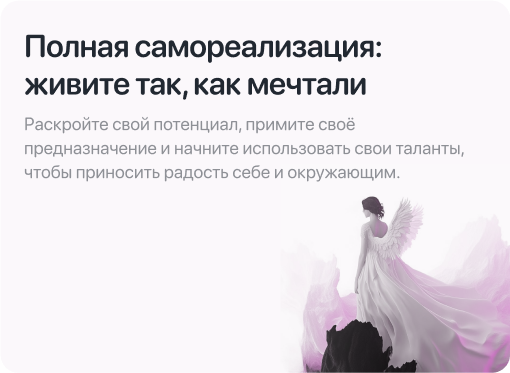 Полная самореализация:
живите так, как мечтали
Раскройте свой потенциал, примите своё
предназначение и начните использовать свои таланты,
чтобы приносить радость себе и окружающим.